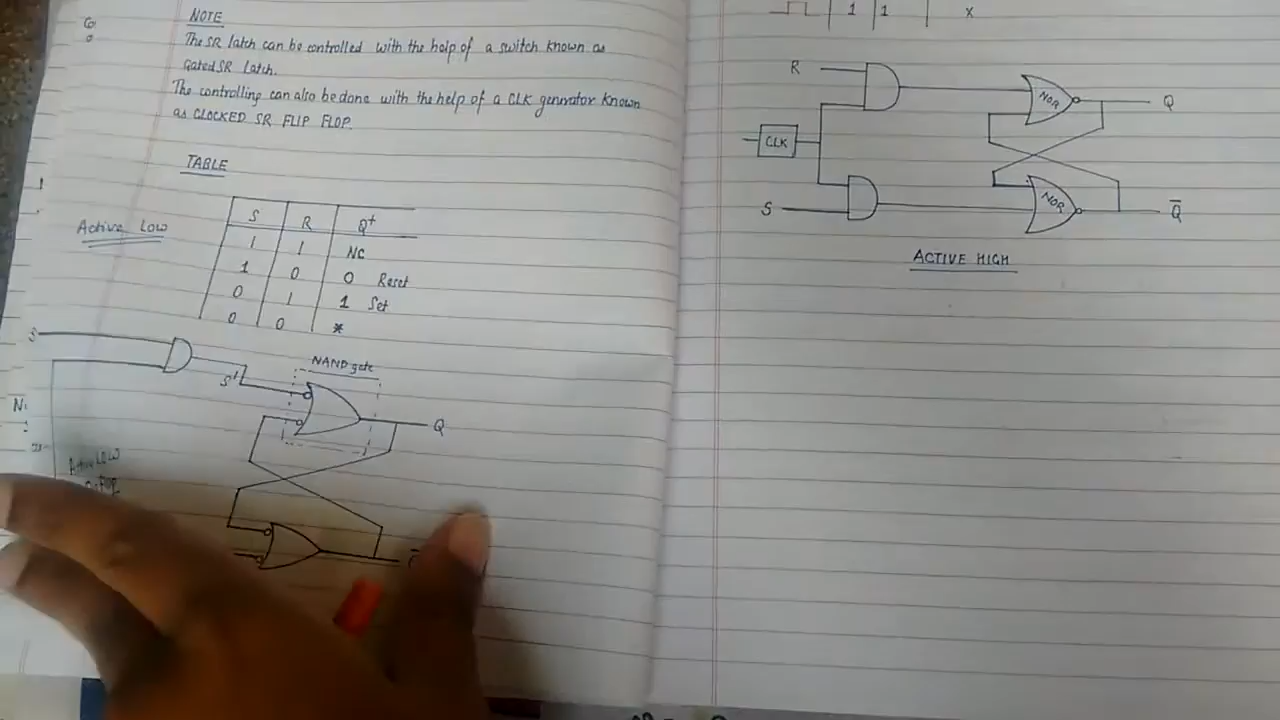 NOTE
The SR latch can be controlled with the help of a switch known as
Gated SR Latch.
The controlling can also be done with the help of a CLK genrator known
as CLOCKED SR FLIP FLOP.
TABLE
Active Low
S R Q+
1 1 NC
1 0 0 Reset
0 1 1 Set
0 0 *
S
S'
NAND gate
Q
Active LOW
1 1 x
R
NOR
Q
CLK
S
NOR
Q̅
ACTIVE HIGH